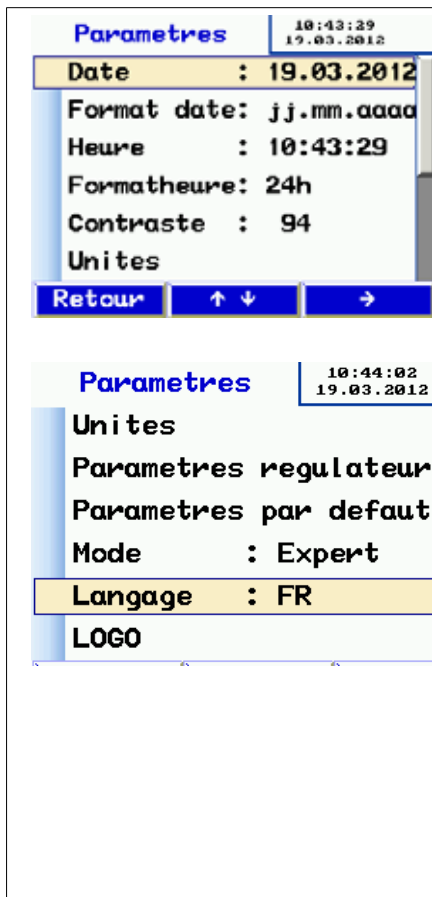 Parametres
10:43:29
19.03.2012
Date : 19.03.2012
Format date: jj.mm.aaaa
Heure : 10:43:29
Formatheure: 24h
Contraste : 94
Unites
Retour ↑ ↓ →
Parametres
10:44:02
19.03.2012
Unites
Parametres regulateur
Parametres par defaut
Mode : Expert
Langage : FR
LOGO